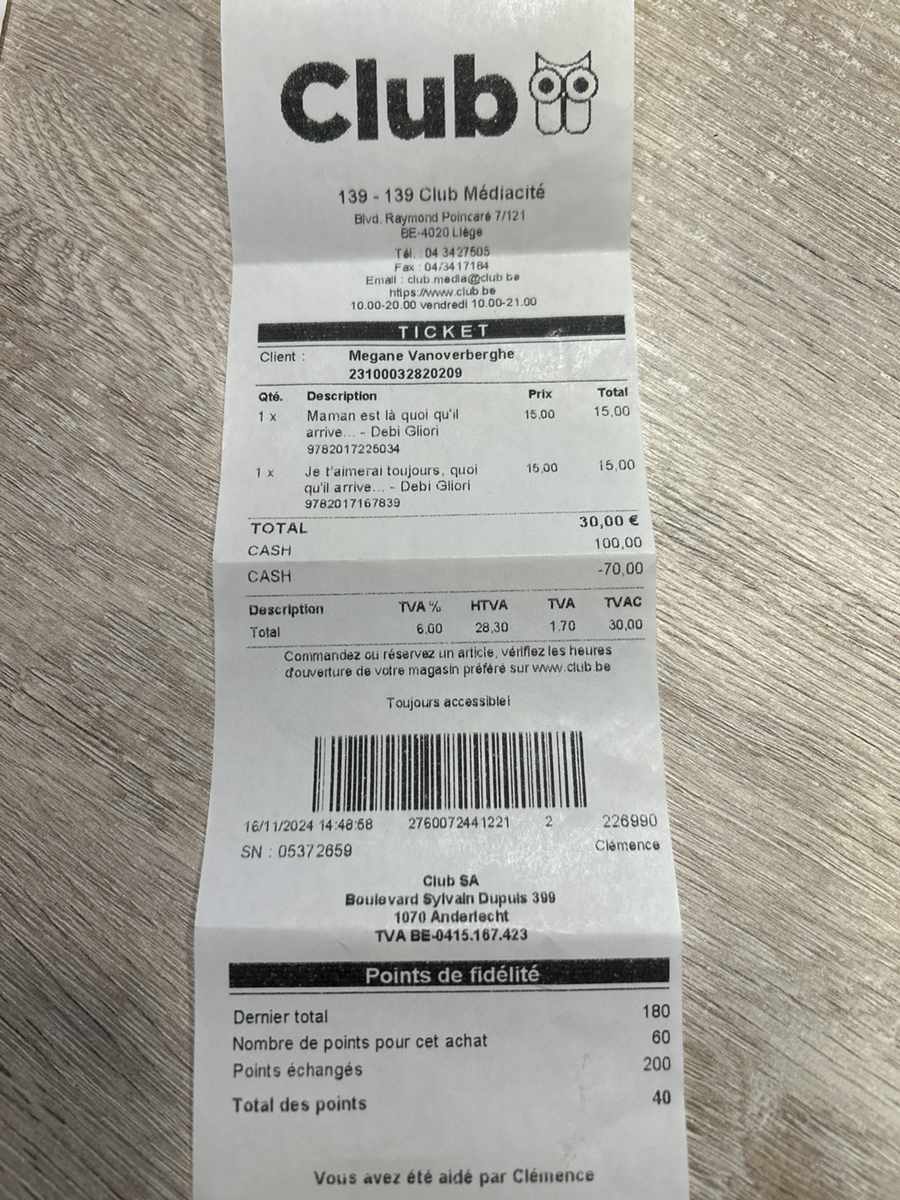 Club
139 - 139 Club Médiacité
Blvd. Raymond Poincaré 7/121
BE-4020 Liège
Tél. : 04 3427505
Fax : 04/3417184
Email : club.media@club.be
https://www.club.be
10.00-20.00 vendredi 10.00-21.00
TICKET
Client : Megane Vanoverberghe
23100032820209
Qté. Description Prix Total
1 x Maman est là quoi qu'il 15,00 15,00
arrive... - Debi Gliori
9782017225034
1 x Je t'aimerai toujours, quoi 15,00 15,00
qu'il arrive... - Debi Gliori
9782017167839
TOTAL 30,00 €
CASH 100,00
CASH -70,00
Description TVA % HTVA TVA TVAC
Total 6,00 28,30 1,70 30,00
Commandez ou réservez un article, vérifiez les heures
d'ouverture de votre magasin préféré sur www.club.be
Toujours accessible!
16/11/2024 14:48:58 2760072441221 2 226990
SN : 05372659 Clémence
Club SA
Boulevard Sylvain Dupuis 399
1070 Anderlecht
TVA BE-0415.167.423
Points de fidélité
Dernier total 180
Nombre de points pour cet achat 60
Points échangés 200
Total des points 40
Vous avez été aidé par Clémence